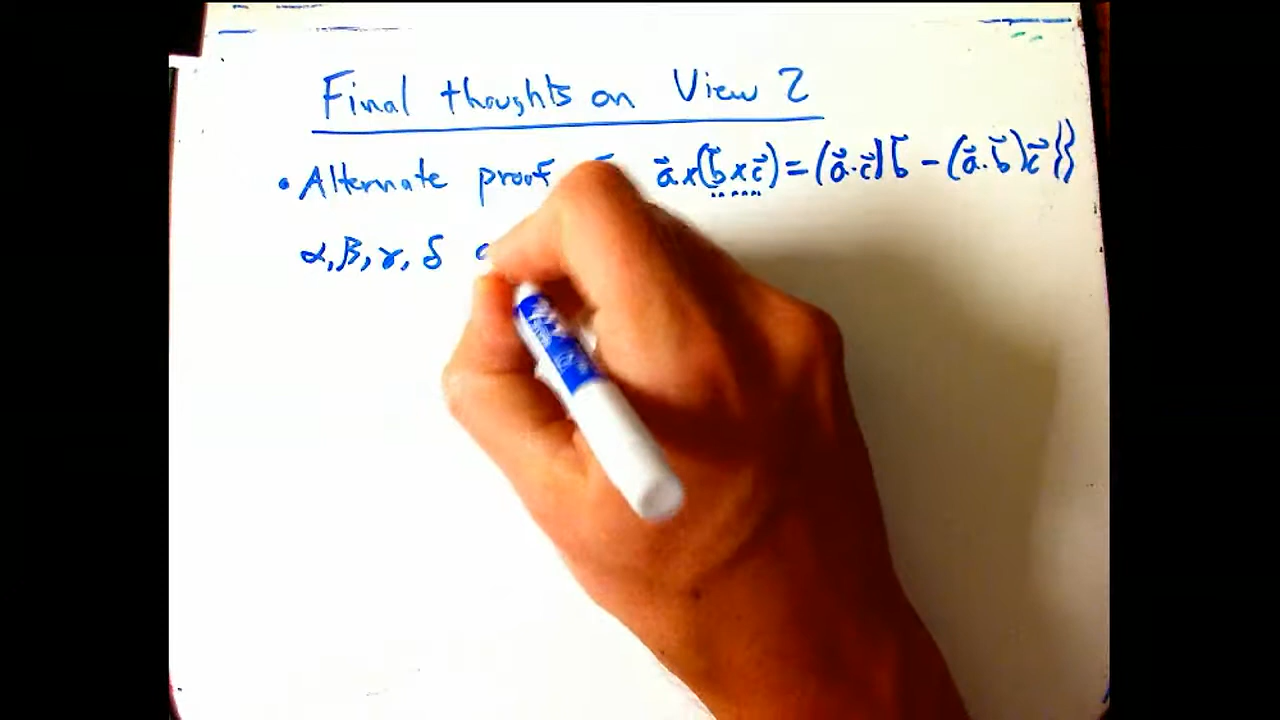 Final thoughts on View 2
• Alternate proof a⃗×(b⃗×c⃗)=(a⃗·c⃗)b⃗-(a⃗·b⃗)c⃗ }}
α,β,γ, δ